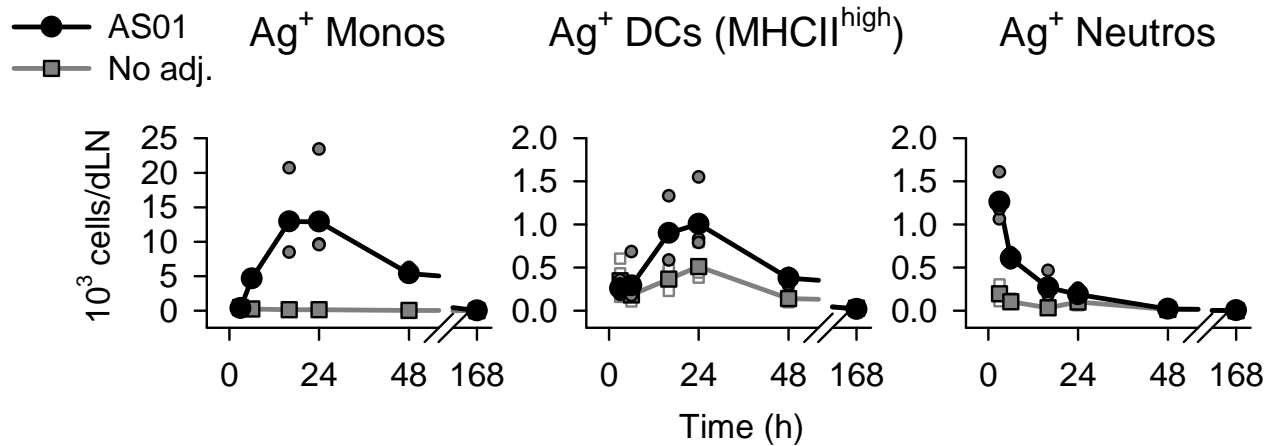 AS01
No adj.
Ag⁺ Monos
Ag⁺ DCs (MHCII^high)
Ag⁺ Neutros
10³ cells/dLN
25
20
15
10
5
0
0 24 48 168
2.0
1.5
1.0
0.5
0.0
0 24 48 168
2.0
1.5
1.0
0.5
0.0
0 24 48 168
Time (h)